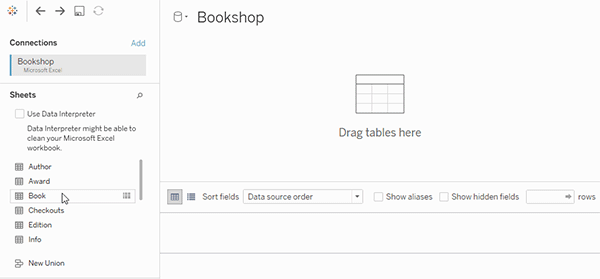 Connections
Add
Bookshop
Microsoft Excel
Sheets
Use Data Interpreter
Data Interpreter might be able to
clean your Microsoft Excel
workbook.
Author
Award
Book
Checkouts
Edition
Info
New Union
Bookshop
Drag tables here
Sort fields
Data source order
Show aliases
Show hidden fields
rows